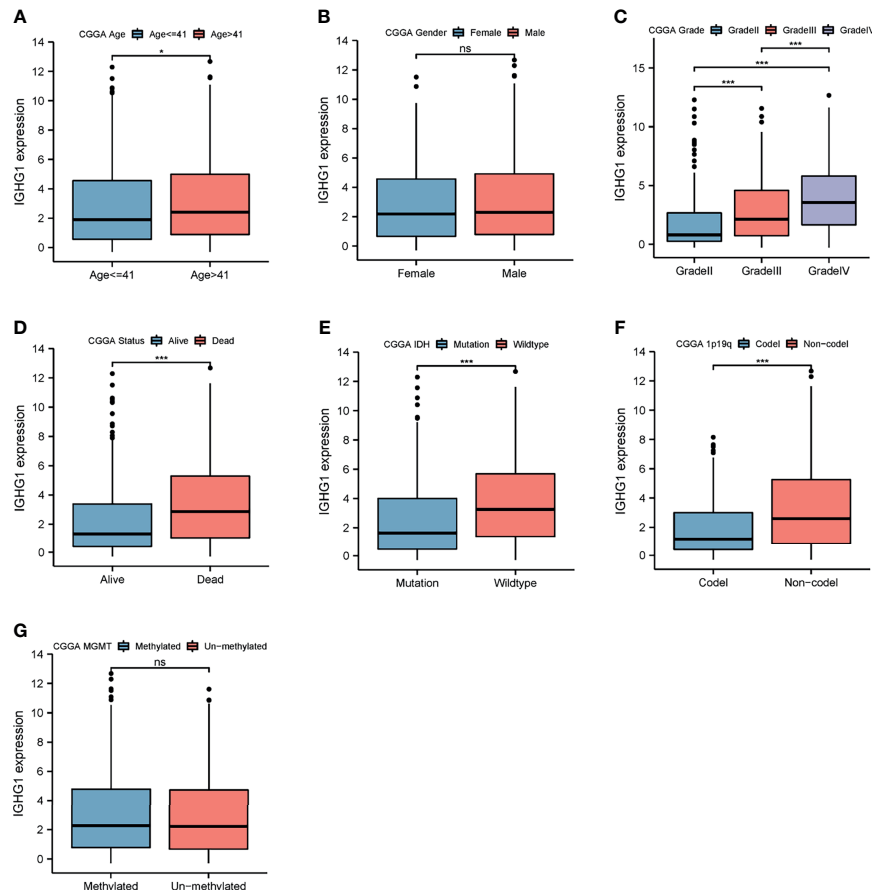 A
CGGA Age Age<=41 Age>41
*
IGHG1 expression
14
12
10
8
6
4
2
0
Age<=41 Age>41
B
CGGA Gender Female Male
ns
IGHG1 expression
14
12
10
8
6
4
2
0
Female Male
C
CGGA Grade GradeII GradeIII GradeIV
***
***
***
IGHG1 expression
15
10
5
0
GradeII GradeIII GradeIV
D
CGGA Status Alive Dead
***
IGHG1 expression
14
12
10
8
6
4
2
0
Alive Dead
E
CGGA IDH Mutation Wildtype
***
IGHG1 expression
14
12
10
8
6
4
2
0
Mutation Wildtype
F
CGGA 1p19q Codel Non-codel
***
IGHG1 expression
14
12
10
8
6
4
2
0
Codel Non-codel
G
CGGA MGMT Methylated Un-methylated
ns
IGHG1 expression
14
12
10
8
6
4
2
0
Methylated Un-methylated